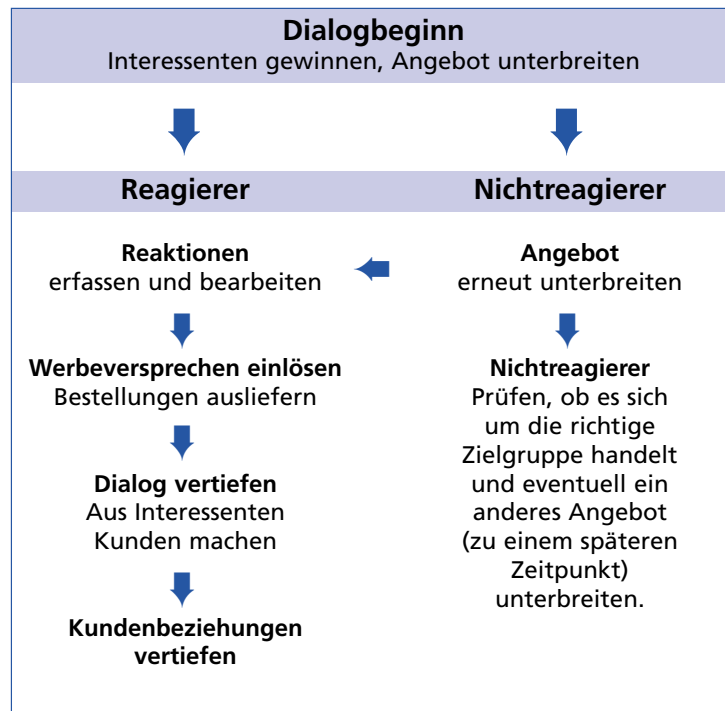 Dialogbeginn
Interessenten gewinnen, Angebot unterbreiten
Reagierer
Nichtreagierer
Reaktionen
erfassen und bearbeiten
Angebot
erneut unterbreiten
Werbeversprechen einlösen
Bestellungen ausliefern
Dialog vertiefen
Aus Interessenten
Kunden machen
Kundenbeziehungen
vertiefen
Nichtreagierer
Prüfen, ob es sich
um die richtige
Zielgruppe handelt
und eventuell ein
anderes Angebot
(zu einem späteren
Zeitpunkt)
unterbreiten.